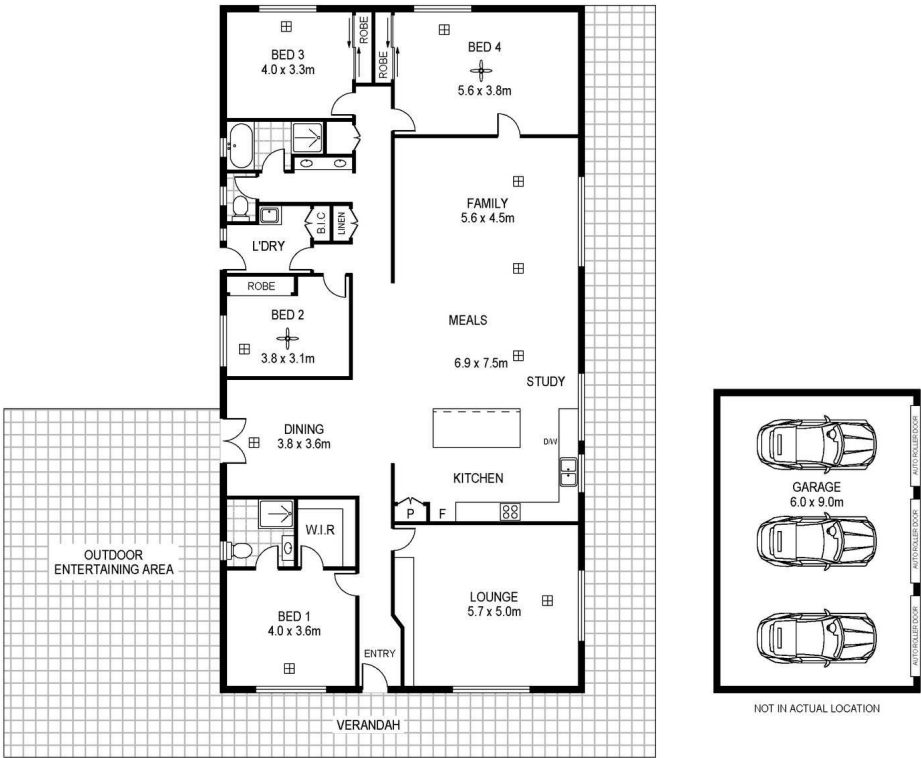 BED 3
4.0 x 3.3m
ROBE
ROBE
BED 4
5.6 x 3.8m
FAMILY
5.6 x 4.5m
L'DRY
B.I.C
LINEN
ROBE
BED 2
3.8 x 3.1m
MEALS
6.9 x 7.5m
STUDY
DINING
3.8 x 3.6m
D/W
KITCHEN
P
F
W.I.R
OUTDOOR
ENTERTAINING AREA
BED 1
4.0 x 3.6m
LOUNGE
5.7 x 5.0m
ENTRY
VERANDAH
GARAGE
6.0 x 9.0m
AUTO ROLLER DOOR
AUTO ROLLER DOOR
AUTO ROLLER DOOR
NOT IN ACTUAL LOCATION